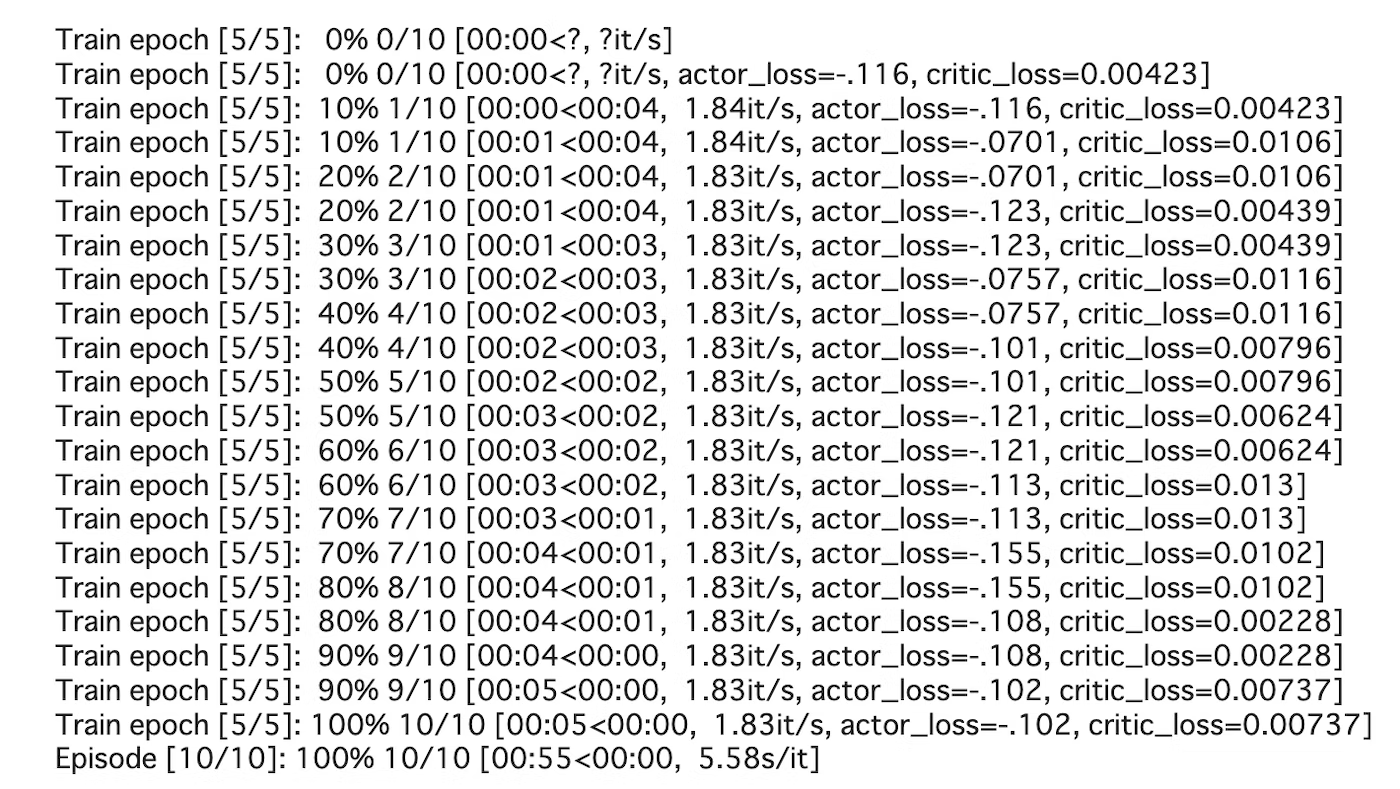 Train epoch [5/5]:   0% 0/10 [00:00<?, ?it/s]
Train epoch [5/5]:   0% 0/10 [00:00<?, ?it/s, actor_loss=-.116, critic_loss=0.00423]
Train epoch [5/5]:  10% 1/10 [00:00<00:04,  1.84it/s, actor_loss=-.116, critic_loss=0.00423]
Train epoch [5/5]:  10% 1/10 [00:01<00:04,  1.84it/s, actor_loss=-.0701, critic_loss=0.0106]
Train epoch [5/5]:  20% 2/10 [00:01<00:04,  1.83it/s, actor_loss=-.0701, critic_loss=0.0106]
Train epoch [5/5]:  20% 2/10 [00:01<00:04,  1.83it/s, actor_loss=-.123, critic_loss=0.00439]
Train epoch [5/5]:  30% 3/10 [00:01<00:03,  1.83it/s, actor_loss=-.123, critic_loss=0.00439]
Train epoch [5/5]:  30% 3/10 [00:02<00:03,  1.83it/s, actor_loss=-.0757, critic_loss=0.0116]
Train epoch [5/5]:  40% 4/10 [00:02<00:03,  1.83it/s, actor_loss=-.0757, critic_loss=0.0116]
Train epoch [5/5]:  40% 4/10 [00:02<00:03,  1.83it/s, actor_loss=-.101, critic_loss=0.00796]
Train epoch [5/5]:  50% 5/10 [00:02<00:02,  1.83it/s, actor_loss=-.101, critic_loss=0.00796]
Train epoch [5/5]:  50% 5/10 [00:03<00:02,  1.83it/s, actor_loss=-.121, critic_loss=0.00624]
Train epoch [5/5]:  60% 6/10 [00:03<00:02,  1.83it/s, actor_loss=-.121, critic_loss=0.00624]
Train epoch [5/5]:  60% 6/10 [00:03<00:02,  1.83it/s, actor_loss=-.113, critic_loss=0.013]
Train epoch [5/5]:  70% 7/10 [00:03<00:01,  1.83it/s, actor_loss=-.113, critic_loss=0.013]
Train epoch [5/5]:  70% 7/10 [00:04<00:01,  1.83it/s, actor_loss=-.155, critic_loss=0.0102]
Train epoch [5/5]:  80% 8/10 [00:04<00:01,  1.83it/s, actor_loss=-.155, critic_loss=0.0102]
Train epoch [5/5]:  80% 8/10 [00:04<00:01,  1.83it/s, actor_loss=-.108, critic_loss=0.00228]
Train epoch [5/5]:  90% 9/10 [00:04<00:00,  1.83it/s, actor_loss=-.108, critic_loss=0.00228]
Train epoch [5/5]:  90% 9/10 [00:05<00:00,  1.83it/s, actor_loss=-.102, critic_loss=0.00737]
Train epoch [5/5]: 100% 10/10 [00:05<00:00,  1.83it/s, actor_loss=-.102, critic_loss=0.00737]
Episode [10/10]: 100% 10/10 [00:55<00:00,  5.58s/it]